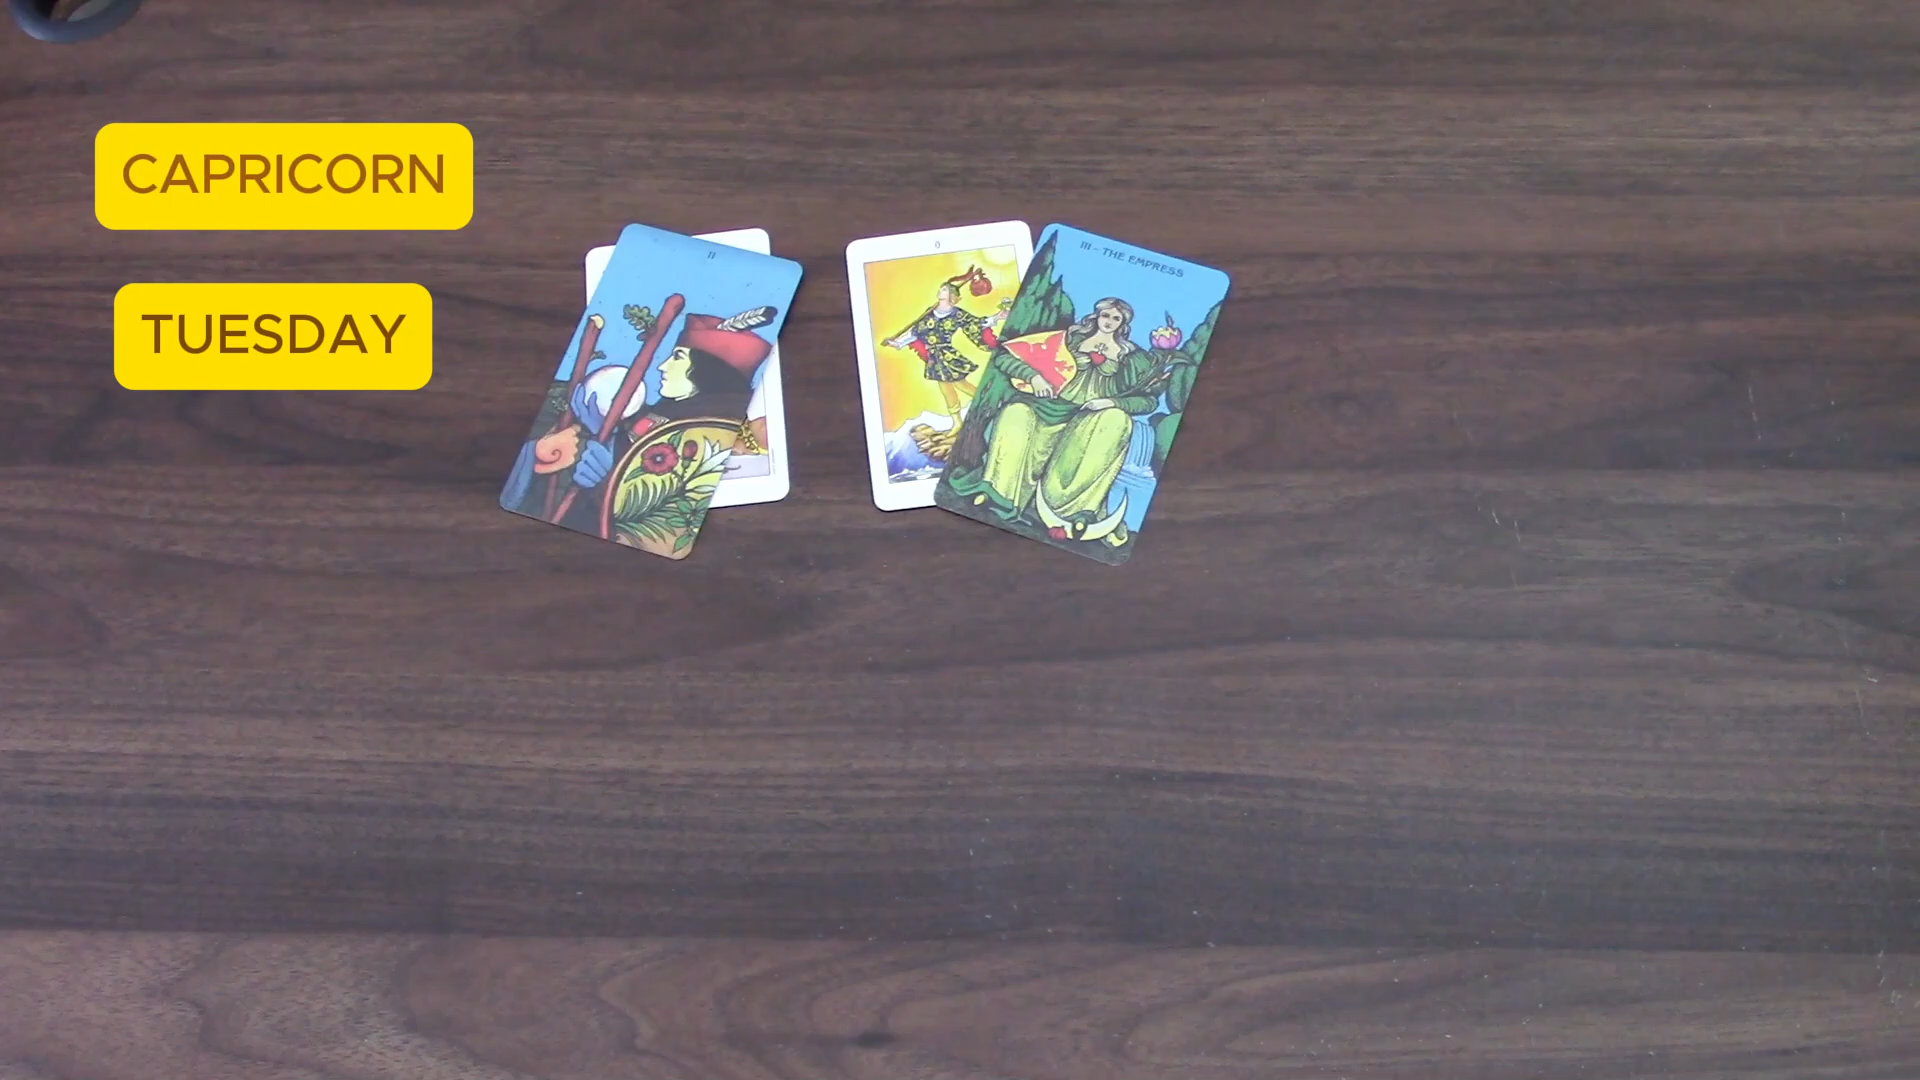 CAPRICORN
TUESDAY
II
0
III – THE EMPRESS